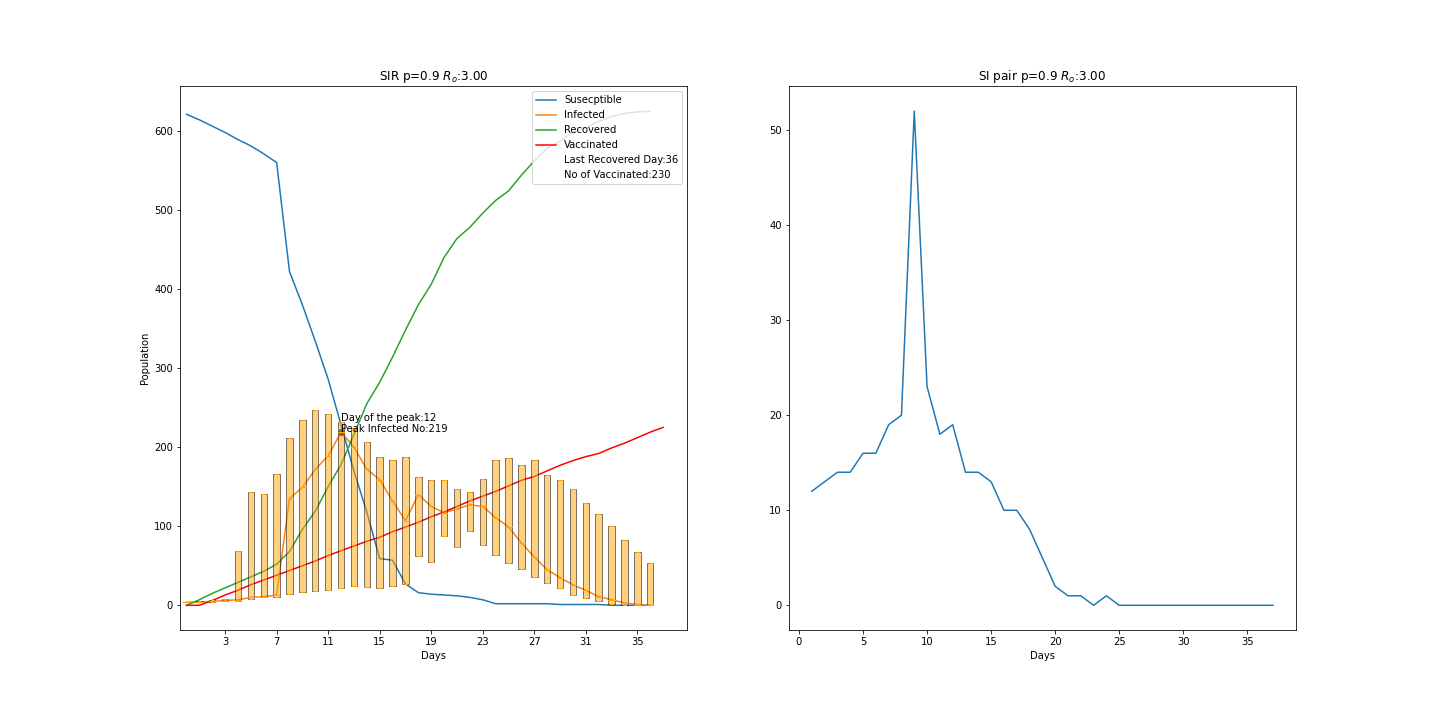 SIR p=0.9 Rₒ:3.00
Susecptible
Infected
Recovered
Vaccinated
Last Recovered Day:36
No of Vaccinated:230
600
500
400
300
200
100
0
Population
Day of the peak:12
Peak Infected No:219
3 7 11 15 19 23 27 31 35
Days
SI pair p=0.9 Rₒ:3.00
50
40
30
20
10
0
0 5 10 15 20 25 30 35
Days